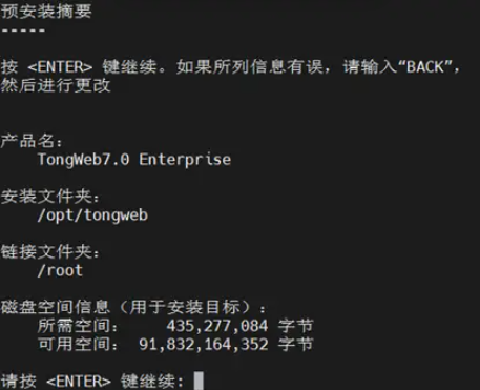 预安装摘要
-----
按 <ENTER> 键继续。如果所列信息有误，请输入“BACK”，
然后进行更改
产品名：
TongWeb7.0 Enterprise
安装文件夹：
/opt/tongweb
链接文件夹：
/root
磁盘空间信息（用于安装目标）：
所需空间： 435,277,084 字节
可用空间： 91,832,164,352 字节
请按 <ENTER> 键继续：